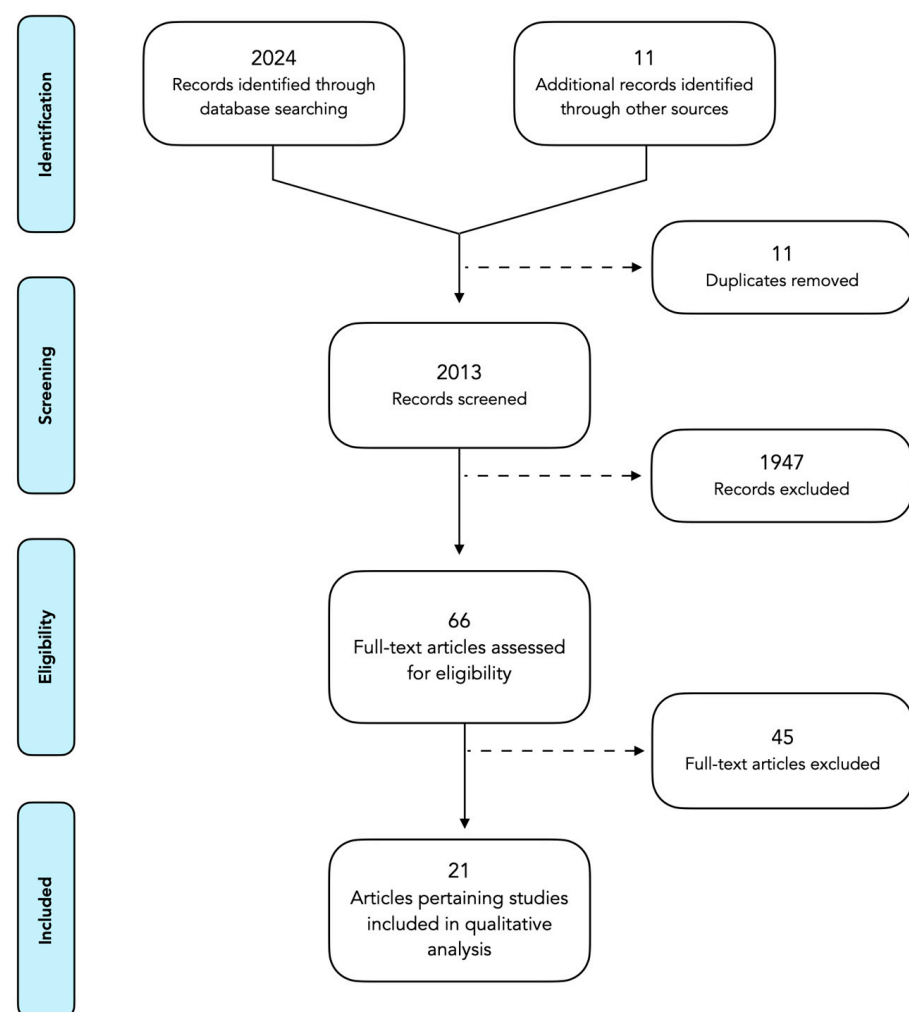 Identification
2024
Records identified through
database searching
11
Additional records identified
through other sources
11
Duplicates removed
Screening
2013
Records screened
1947
Records excluded
Eligibility
66
Full-text articles assessed
for eligibility
45
Full-text articles excluded
Included
21
Articles pertaining studies
included in qualitative
analysis